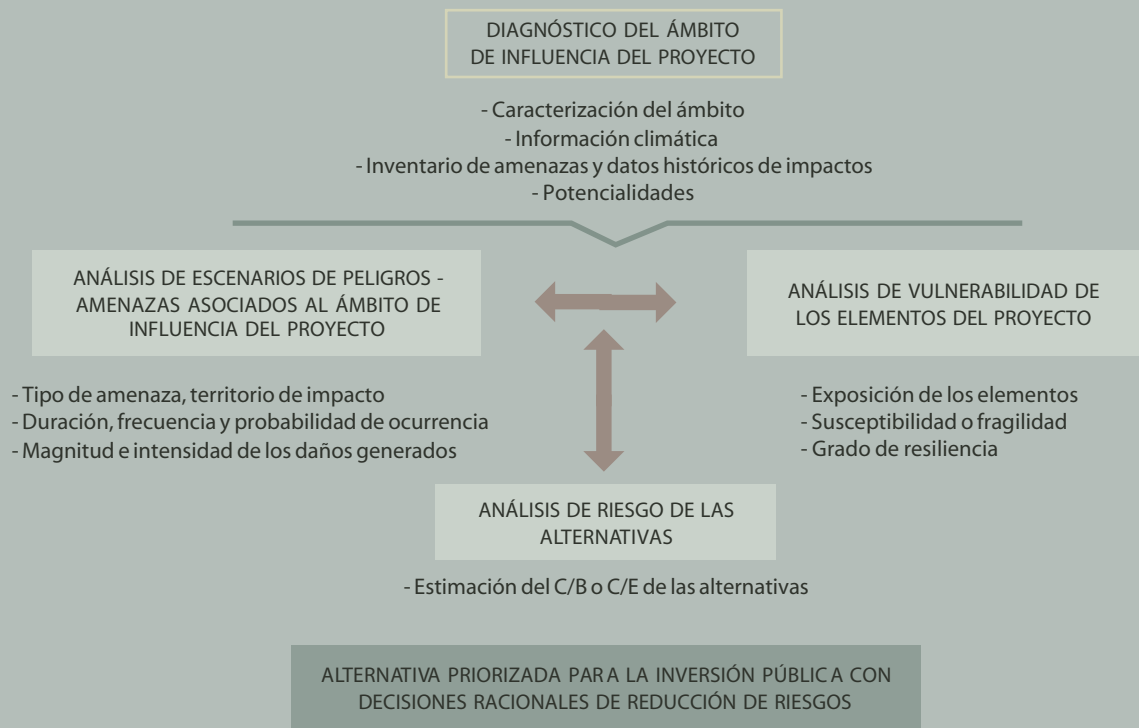 DIAGNÓSTICO DEL ÁMBITO
DE INFLUENCIA DEL PROYECTO
- Caracterización del ámbito
- Información climática
- Inventario de amenazas y datos históricos de impactos
- Potencialidades
ANÁLISIS DE ESCENARIOS DE PELIGROS -
AMENAZAS ASOCIADOS AL ÁMBITO DE
INFLUENCIA DEL PROYECTO
- Tipo de amenaza, territorio de impacto
- Duración, frecuencia y probabilidad de ocurrencia
- Magnitud e intensidad de los daños generados
ANÁLISIS DE VULNERABILIDAD DE
LOS ELEMENTOS DEL PROYECTO
- Exposición de los elementos
- Susceptibilidad o fragilidad
- Grado de resiliencia
ANÁLISIS DE RIESGO DE LAS
ALTERNATIVAS
- Estimación del C/B o C/E de las alternativas
ALTERNATIVA PRIORIZADA PARA LA INVERSIÓN PÚBLICA CON
DECISIONES RACIONALES DE REDUCCIÓN DE RIESGOS